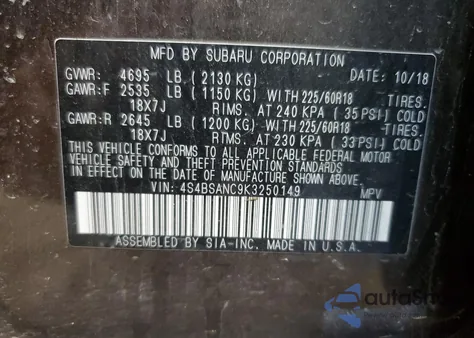 MFD. BY SUBARU CORPORATION
GVWR: 4695 LB (2130 KG) DATE 10/18
GAWR:F 2535 LB (1150 KG) WITH 225/60R18 TIRES.
18X7J RIMS. AT 240 KPA (35 PSI) COLD
GAWR:R 2645 LB (1200 KG) WITH 225/60R18 TIRES.
18X7J RIMS. AT 230 KPA (33 PSI) COLD
THIS VEHICLE CONFORMS TO ALL APPLICABLE FEDERAL MOTOR
VEHICLE SAFETY, BUMPER, AND THEFT PREVENTION STANDARDS
IN EFFECT ON THE DATE OF MANUFACTURE SHOWN ABOVE.
VIN: 4S4BSANC9K3250149 MPV
ASSEMBLED BY SIA-INC. IN U.S.A.